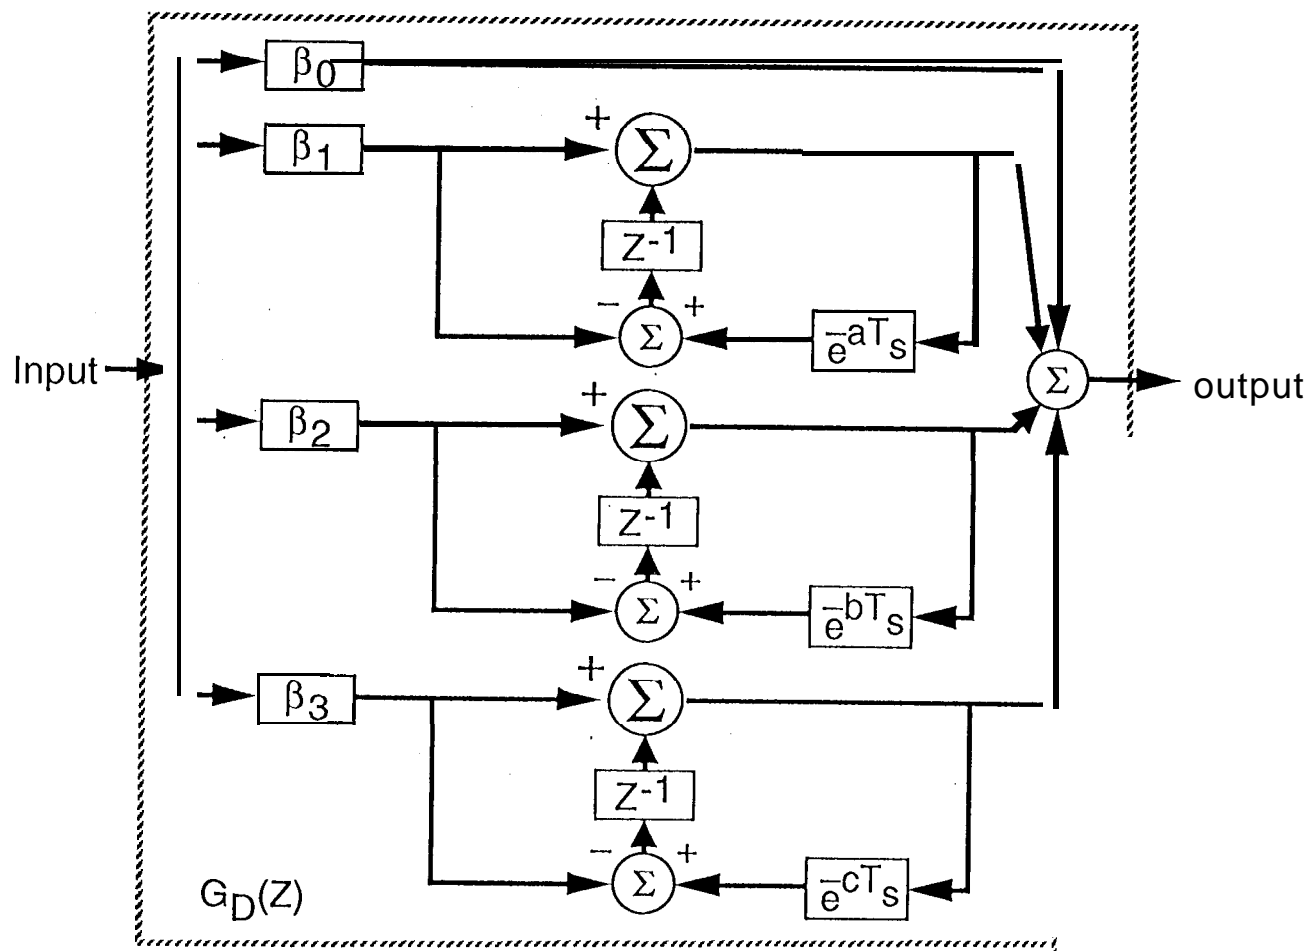 β0
β1
+
Σ
Z-1
− +
Σ
e-aTs
Input
Σ
output
β2
+
Σ
Z-1
− +
Σ
e-bTs
β3
+
Σ
Z-1
− +
Σ
e-cTs
GD(Z)